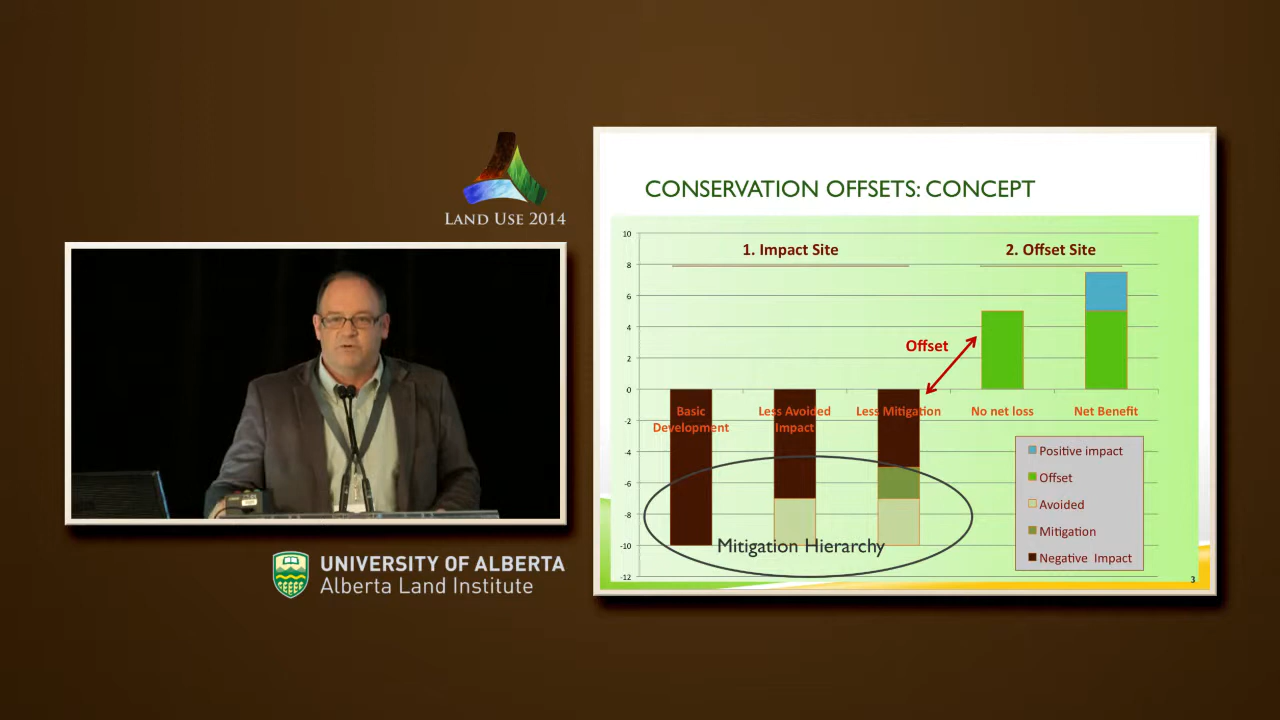 LAND USE 2014
UNIVERSITY OF ALBERTA
Alberta Land Institute
CONSERVATION OFFSETS: CONCEPT
10
8
6
4
2
0
-2
-4
-6
-8
-10
-12
1. Impact Site
2. Offset Site
Offset
Basic
Development
Less Avoided
Impact
Less Mitigation
No net loss
Net Benefit
Mitigation Hierarchy
Positive impact
Offset
Avoided
Mitigation
Negative Impact
3